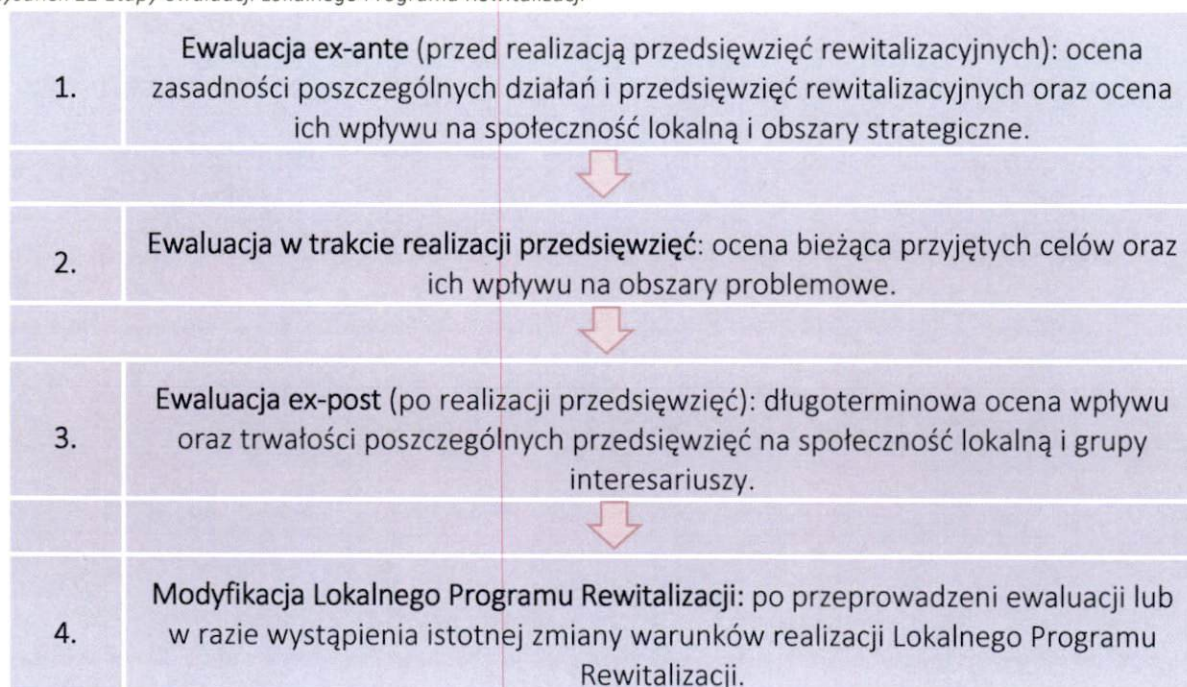 Ewaluacja ex-ante (przed realizacją przedsięwzięć rewitalizacyjnych): ocena
1. zasadności poszczególnych działań i przedsięwzięć rewitalizacyjnych oraz ocena
ich wpływu na społeczność lokalną i obszary strategiczne.
2. Ewaluacja w trakcie realizacji przedsięwzięć: ocena bieżąca przyjętych celów oraz
ich wpływu na obszary problemowe.
Ewaluacja ex-post (po realizacji przedsięwzięć): długoterminowa ocena wpływu
3. oraz trwałości poszczególnych przedsięwzięć na społeczność lokalną i grupy
interesariuszy.
Modyfikacja Lokalnego Programu Rewitalizacji: po przeprowadzeni ewaluacji lub
4. w razie wystąpienia istotnej zmiany warunków realizacji Lokalnego Programu
Rewitalizacji.